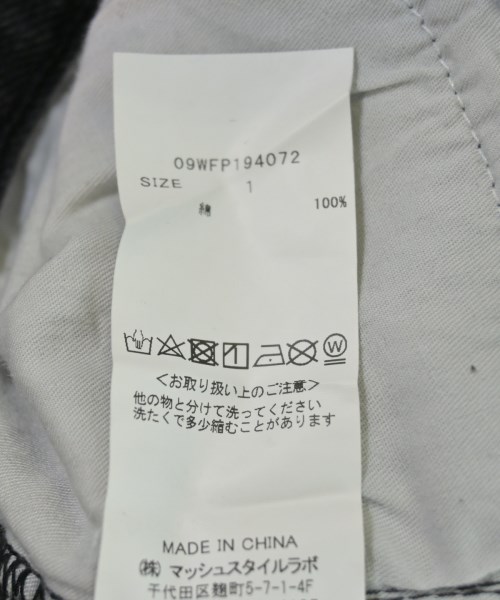 09WFP194072
SIZE 1
綿 100%
W
<お取り扱い上のご注意>
他の物と分けて洗ってください
洗たくで多少縮むことがあります
MADE IN CHINA
(株)マッシュスタイルラボ
千代田区麹町5-7-1-4F